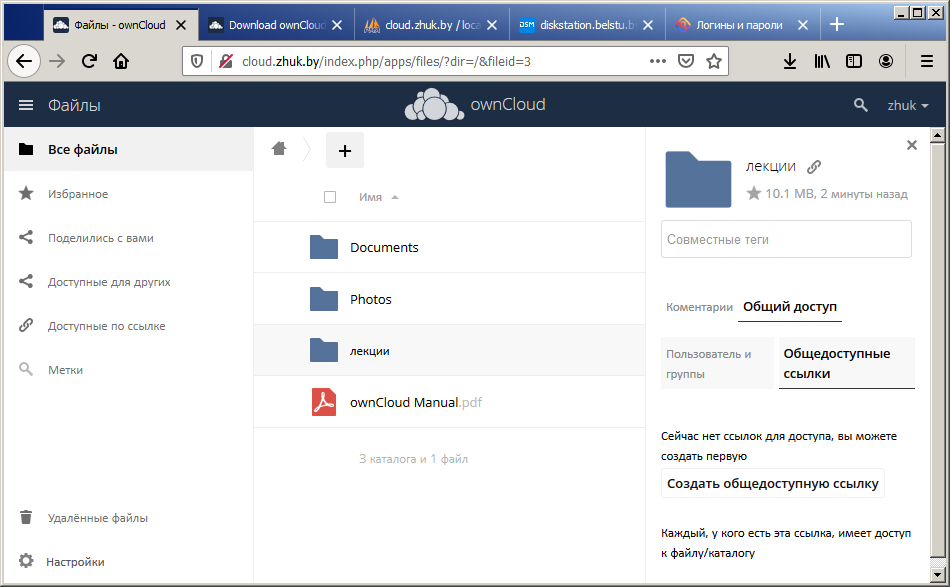 Файлы - ownCloud
Download ownClou
cloud.zhuk.by / loca
DSM diskstation.belstu.b
Логины и пароли
cloud.zhuk.by/index.php/apps/files/?dir=/&fileid=3
Файлы
ownCloud
zhuk
Все файлы
Избранное
Поделились с вами
Доступные для других
Доступные по ссылке
Метки
Удалённые файлы
Настройки
Имя
Documents
Photos
лекции
ownCloud Manual.pdf
3 каталога и 1 файл
лекции
10.1 MB, 2 минуты назад
Совместные теги
Коментарии Общий доступ
Пользователь и
группы
Общедоступные
ссылки
Сейчас нет ссылок для доступа, вы можете
создать первую
Создать общедоступную ссылку
Каждый, у кого есть эта ссылка, имеет доступ
к файлу/каталогу